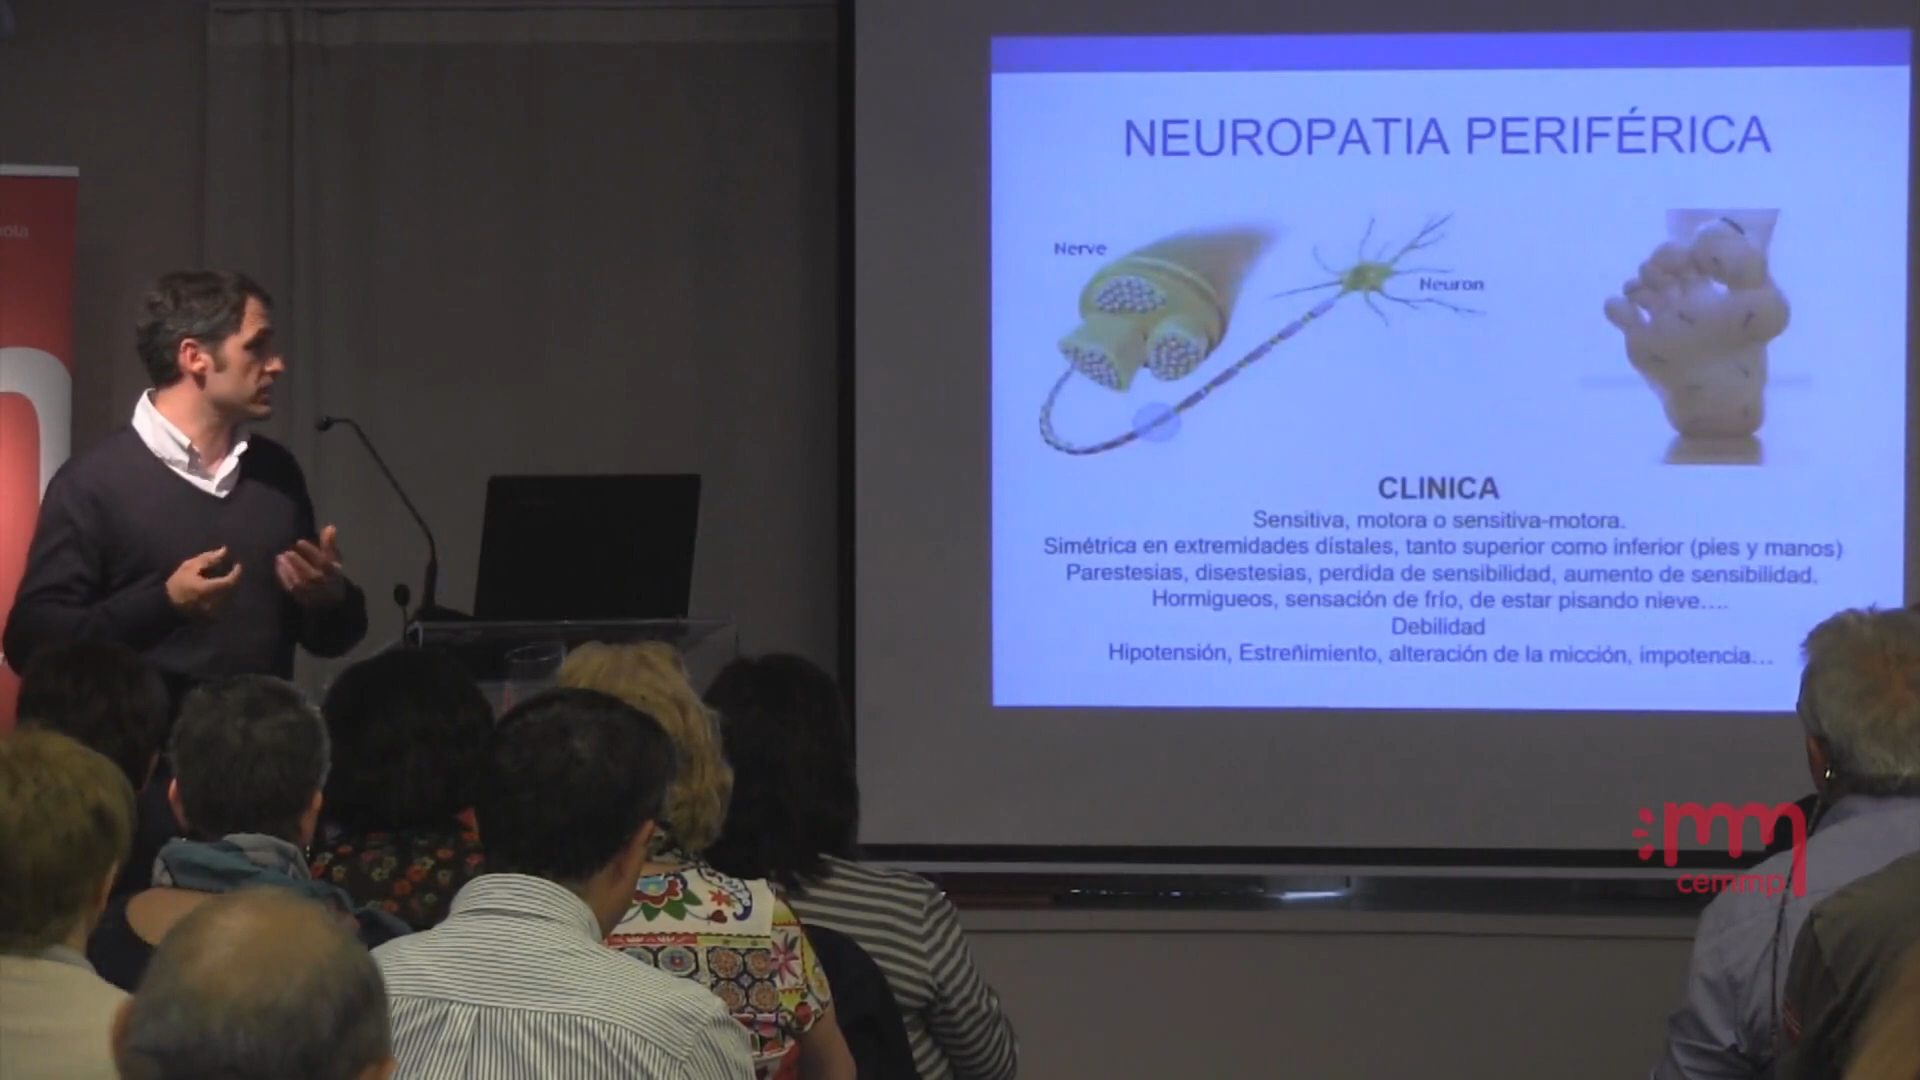 NEUROPATIA PERIFÉRICA
Nerve
Neuron
CLINICA
Sensitiva, motora o sensitiva-motora.
Simétrica en extremidades dístales, tanto superior como inferior (pies y manos)
Parestesias, disestesias, perdida de sensibilidad, aumento de sensibilidad.
Hormigueos, sensación de frío, de estar pisando nieve....
Debilidad
Hipotensión, Estreñimiento, alteración de la micción, impotencia...
cemmp